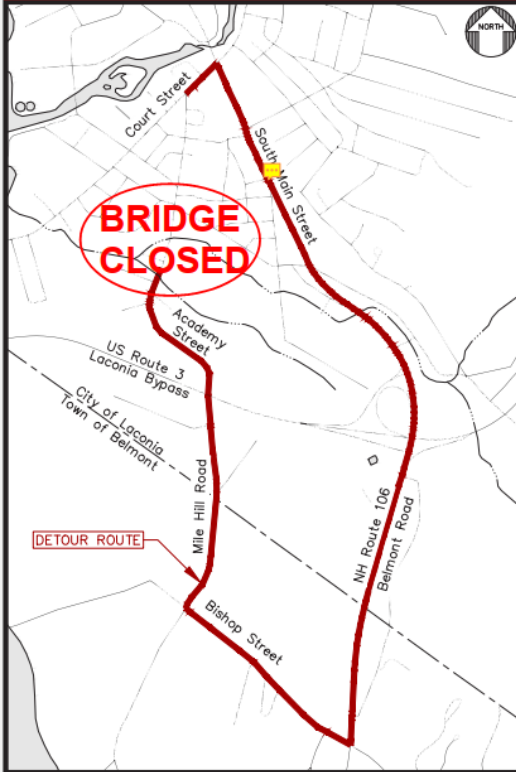 NORTH
Court Street
South Main Street
BRIDGE
CLOSED
Academy
Street
US Route 3
Laconia Bypass
City of Laconia
Town of Belmont
Mile Hill Road
NH Route 106
Belmont Road
DETOUR ROUTE
Bishop Street